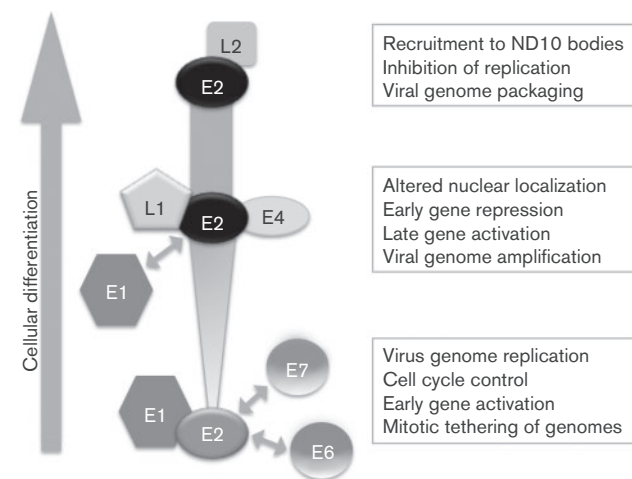 L2
E2
Recruitment to ND10 bodies
Inhibition of replication
Viral genome packaging
L1
E2
E4
E1
Altered nuclear localization
Early gene repression
Late gene activation
Viral genome amplification
Cellular differentiation
E7
E1
E2
E6
Virus genome replication
Cell cycle control
Early gene activation
Mitotic tethering of genomes